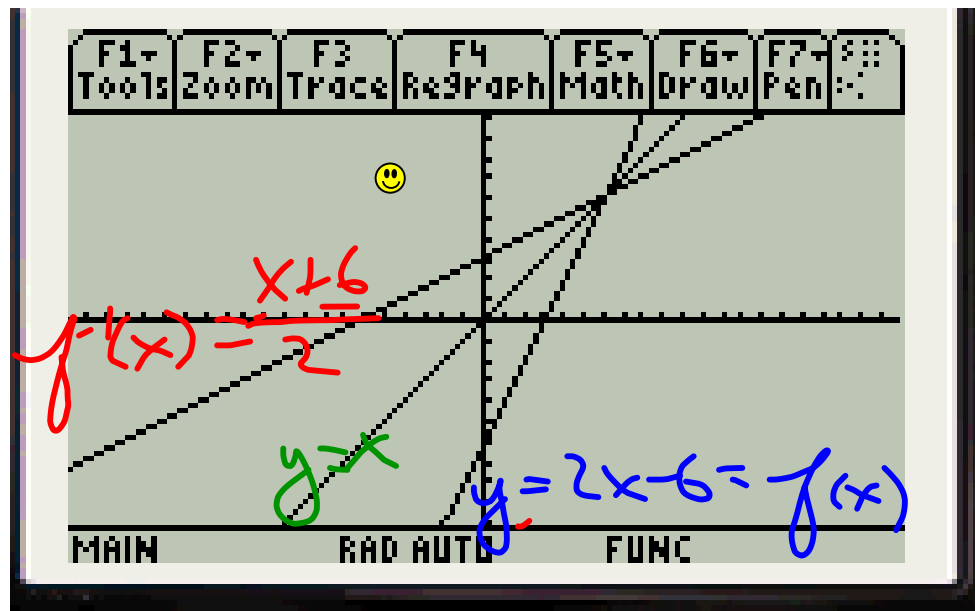 F1 F2 F3 F4 F5 F6 F7
Tools Zoom Trace ReGraph Math Draw Pen
f⁻¹(x) = (x+6)/2
y=x
y=2x-6=f(x)
MAIN RAD AUTO FUNC